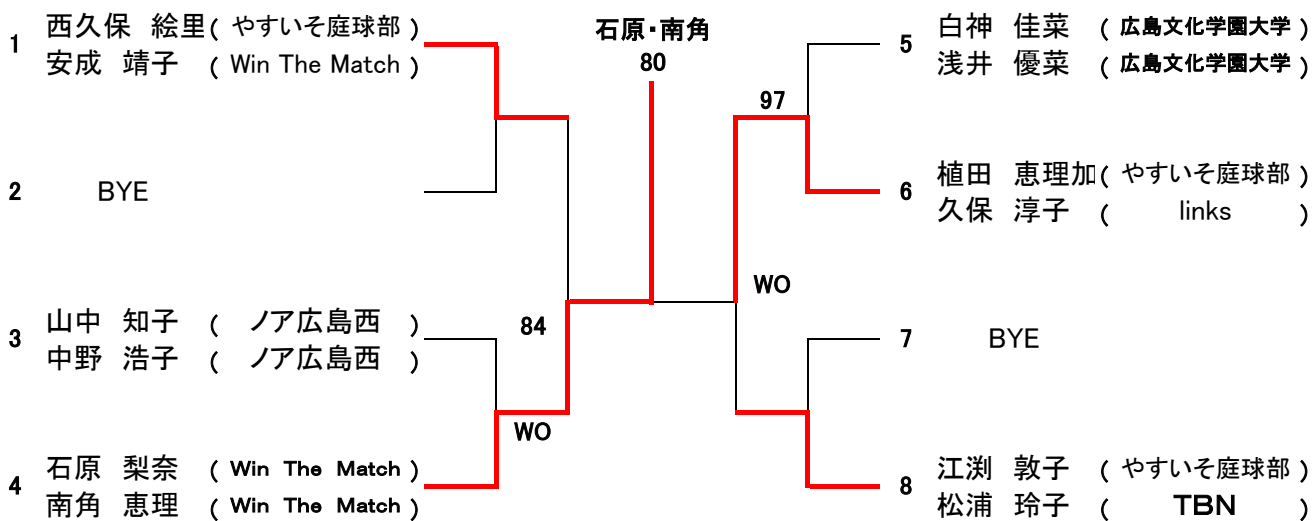 石原・南角
80
1 西久保 絵里 ( やすいそ庭球部 )
安成 靖子 ( Win The Match )
2 BYE
3 山中 知子 ( ノア広島西 )
中野 浩子 ( ノア広島西 )
84
WO
4 石原 梨奈 ( Win The Match )
南角 恵理 ( Win The Match )
5 白神 佳菜 ( 広島文化学園大学 )
浅井 優菜 ( 広島文化学園大学 )
97
6 植田 恵理加 ( やすいそ庭球部 )
久保 淳子 ( links )
WO
7 BYE
8 江渕 敦子 ( やすいそ庭球部 )
松浦 玲子 ( TBN )